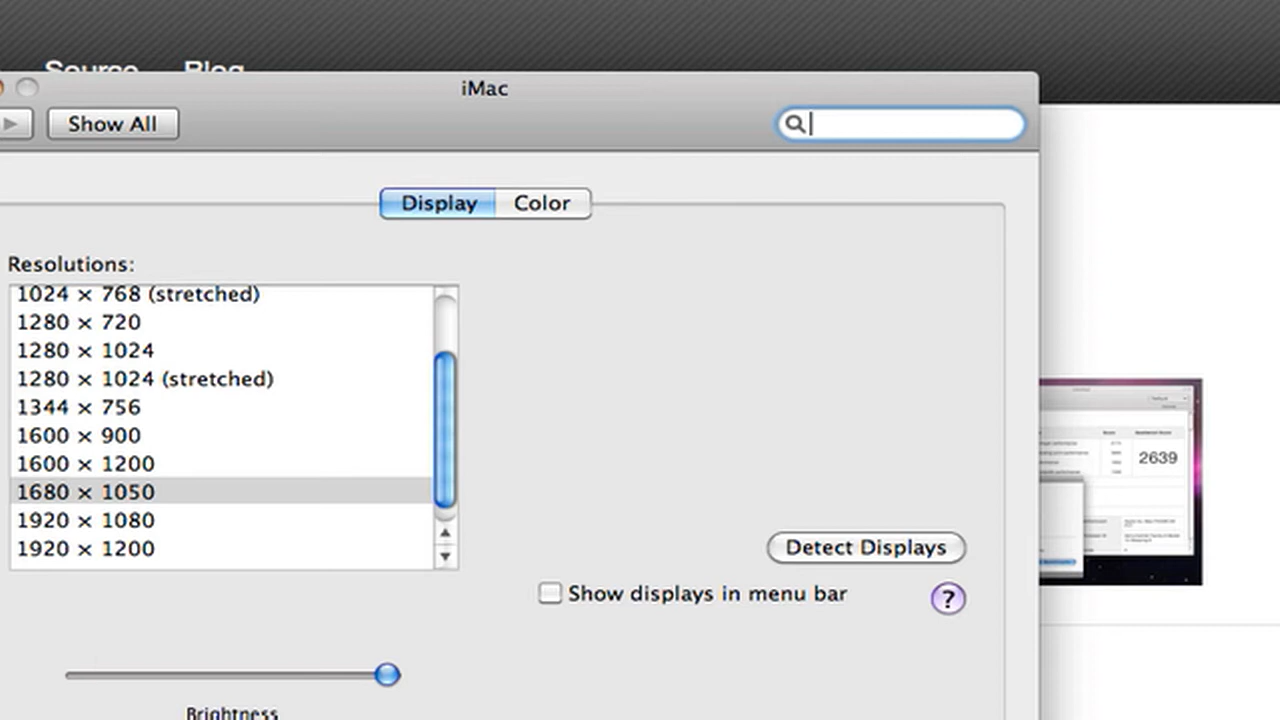 Source Blog
iMac
Show All
Display Color
Resolutions:
1024 × 768 (stretched)
1280 × 720
1280 × 1024
1280 × 1024 (stretched)
1344 × 756
1600 × 900
1600 × 1200
1680 × 1050
1920 × 1080
1920 × 1200
Detect Displays
Show displays in menu bar
?
Brightness
2639